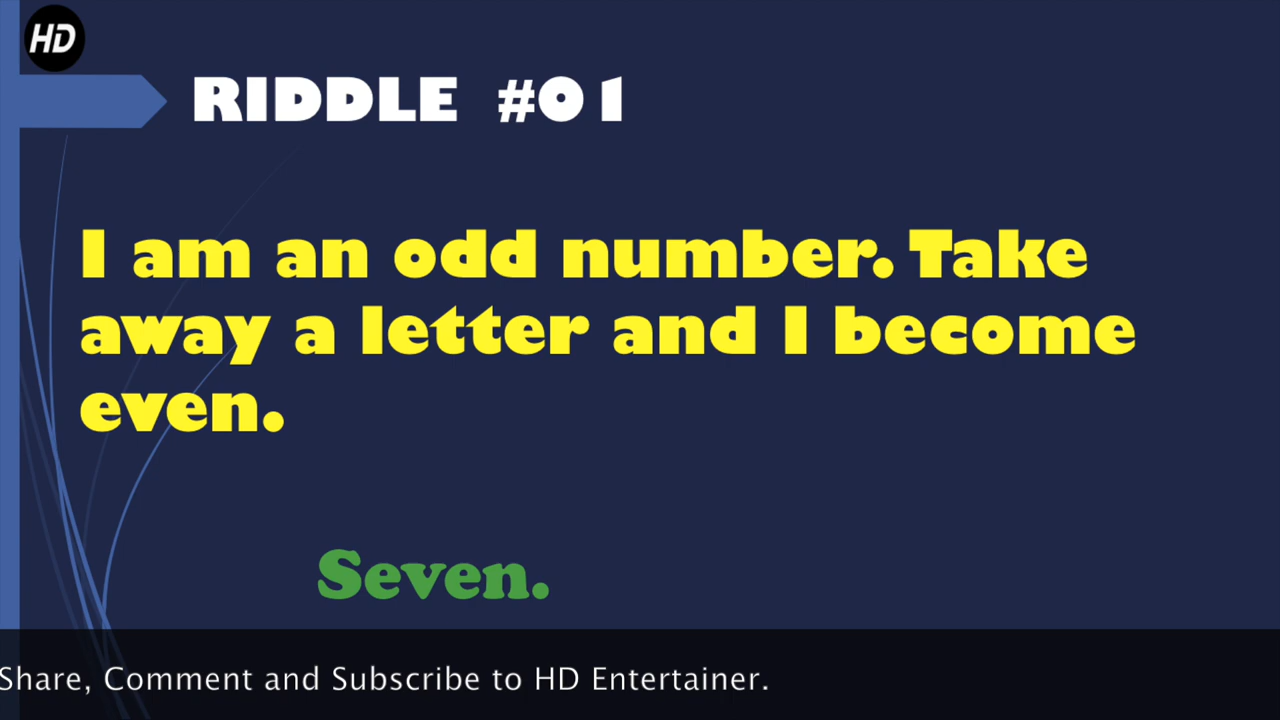 HD
RIDDLE #01
I am an odd number. Take
away a letter and I become
even.
Seven.
Share, Comment and Subscribe to HD Entertainer.